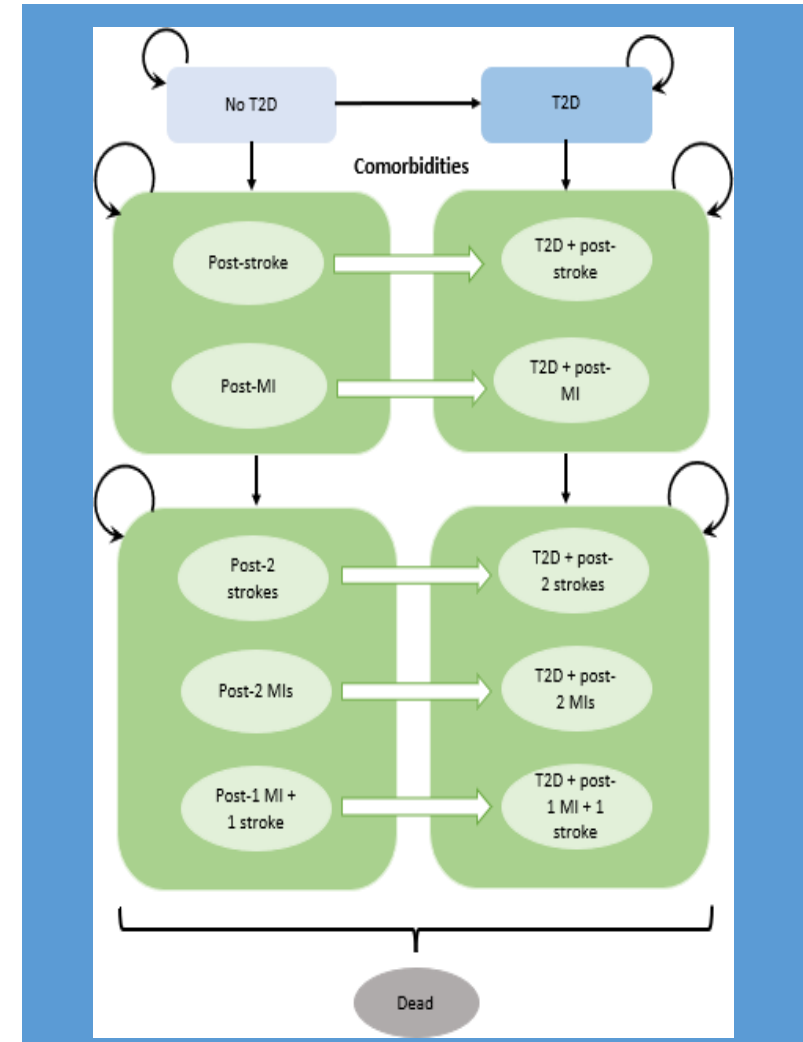 No T2D
T2D
Comorbidities
Post-stroke
T2D + post-
stroke
Post-MI
T2D + post-
MI
Post-2
strokes
T2D + post-
2 strokes
Post-2 MIs
T2D + post-
2 MIs
Post-1 MI +
1 stroke
T2D + post-
1 MI + 1
stroke
Dead